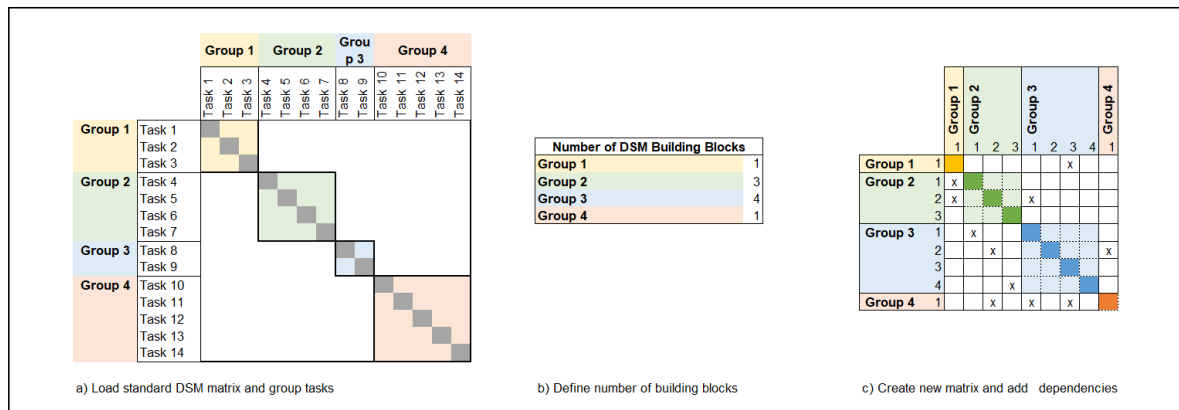 Group 1 Group 2 Grou p 3 Group 4
Task 1 Task 2 Task 3 Task 4 Task 5 Task 6 Task 7 Task 8 Task 9 Task 10 Task 11 Task 12 Task 13 Task 14
Group 1 Task 1
Task 2
Task 3
Group 2 Task 4
Task 5
Task 6
Task 7
Group 3 Task 8
Task 9
Group 4 Task 10
Task 11
Task 12
Task 13
Task 14
a) Load standard DSM matrix and group tasks
Number of DSM Building Blocks
Group 1 1
Group 2 3
Group 3 4
Group 4 1
b) Define number of building blocks
Group 1 Group 2 Group 3 Group 4
1 1 2 3 1 2 3 4 1
Group 1 1 x
Group 2 1 x
2 x x
3
Group 3 1 x
2 x x
3
4 x
Group 4 1 x x x
c) Create new matrix and add dependencies